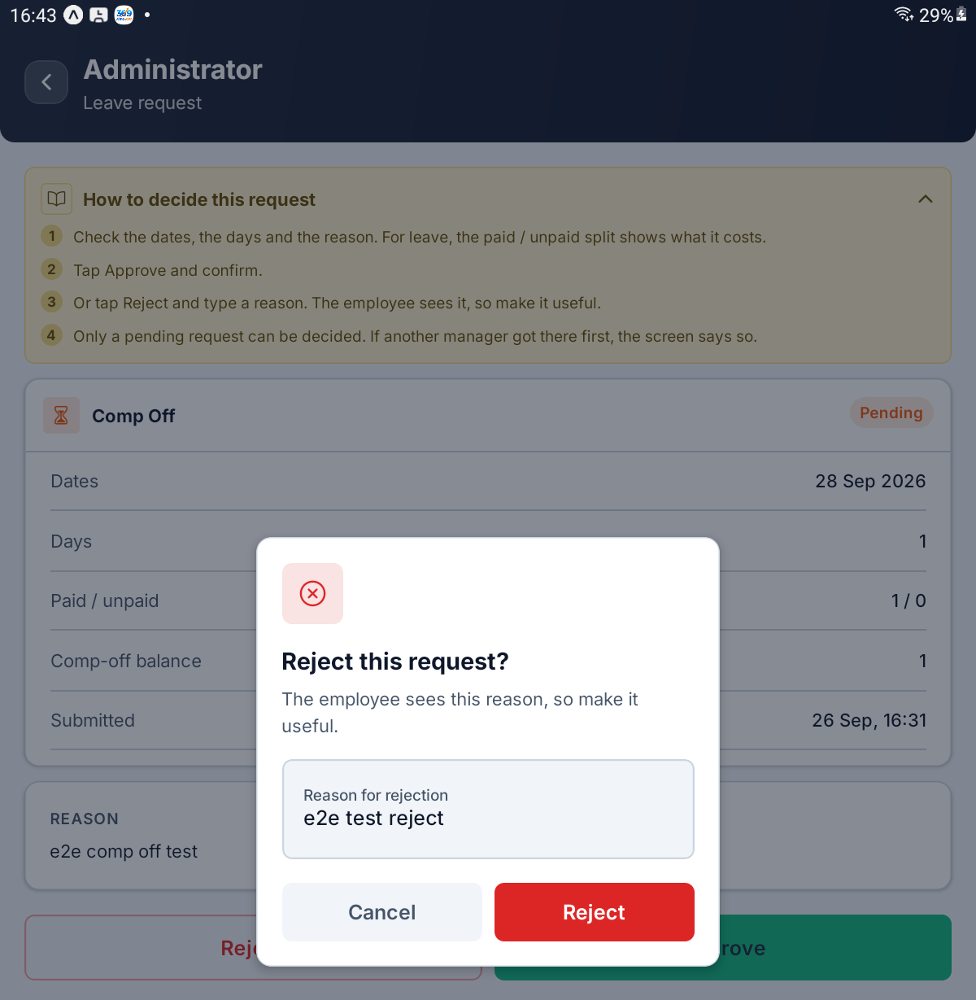 16:43
369
29%
Administrator
Leave request
How to decide this request
1 Check the dates, the days and the reason. For leave, the paid / unpaid split shows what it costs.
2 Tap Approve and confirm.
3 Or tap Reject and type a reason. The employee sees it, so make it useful.
4 Only a pending request can be decided. If another manager got there first, the screen says so.
Comp Off
Pending
Dates 28 Sep 2026
Days 1
Paid / unpaid 1 / 0
Comp-off balance 1
Submitted 26 Sep, 16:31
Reject this request?
The employee sees this reason, so make it
useful.
Reason for rejection
e2e test reject
REASON
e2e comp off test
Cancel
Reject
Reje
rove